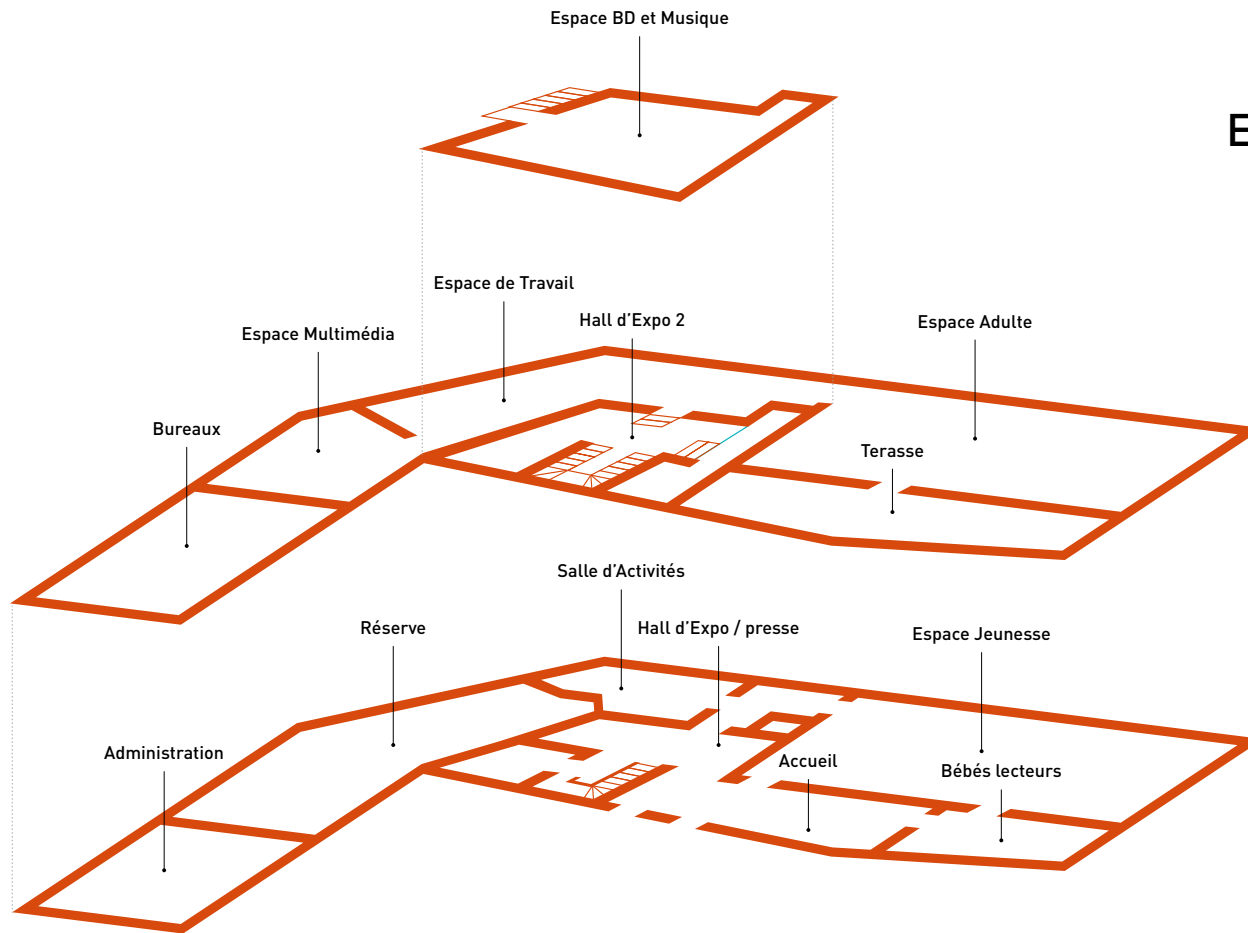 Espace BD et Musique
E
Espace de Travail
Hall d'Expo 2
Espace Adulte
Espace Multimédia
Bureaux
Terasse
Salle d'Activités
Réserve
Hall d'Expo / presse
Espace Jeunesse
Administration
Accueil
Bébés lecteurs